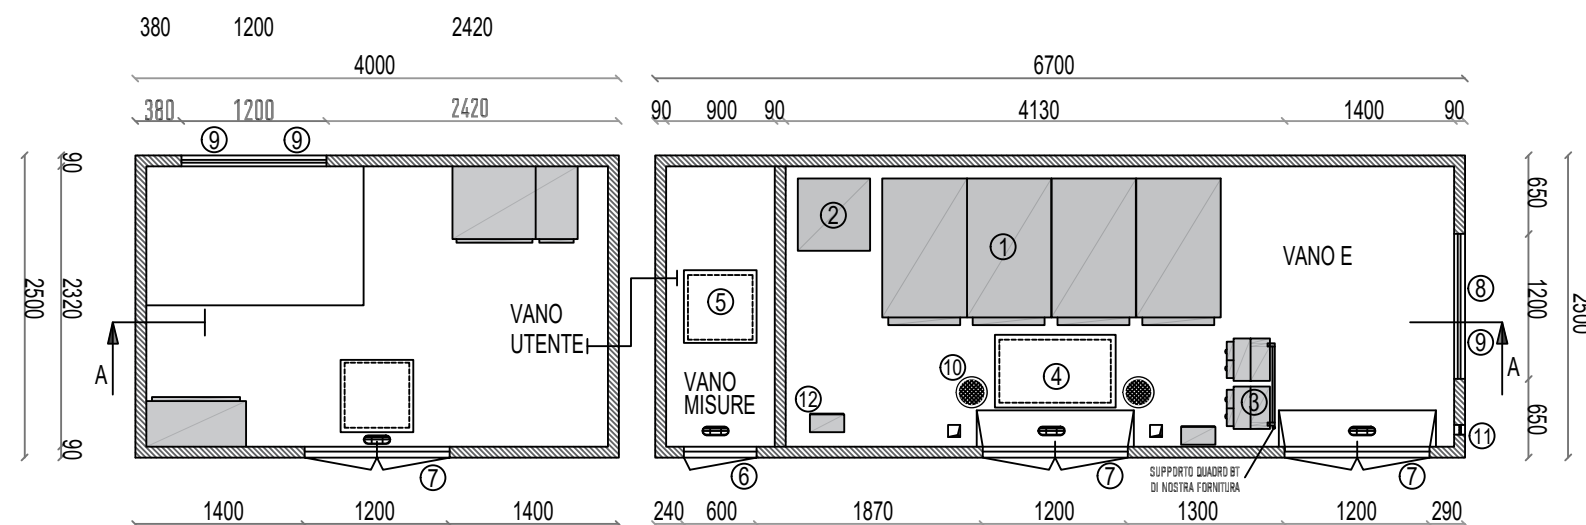 380 1200 2420
4000 6700
380 1200 2420 90 900 90 4130 1400 90
9 9
90 650
2 1
VANO E
2500 2320 5 8 1200 2500
VANO
UTENTE
9
A A
VANO
MISURE
10 4
12 3
90 650
11
7 6 7 7
SUPPORTO QUADRO BT
DI NOSTRA FORNITURA
1400 1200 1400 240 600 1870 1200 1300 1200 290